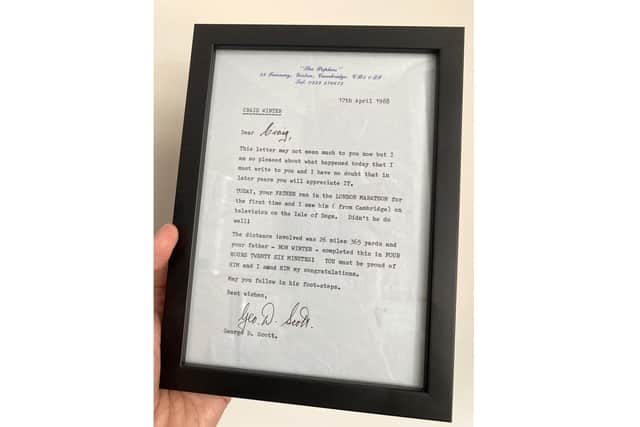 "The Poplars"
Cambridge.
17th April 1988
CRAIG WINTER
Dear Craig,
This letter may not mean much to you now but I
am so pleased about what happened today that I
must write to you and I have no doubt that in
later years you will appreciate IT.
TODAY, your FATHER ran in the LONDON MARATHON for
the first time and I saw him ( from Cambridge) on
television on the Isle of Dogs. Didn't he do
well!
The distance involved was 26 miles 365 yards and
your father - RON WINTER - completed this in FOUR
HOURS TWENTY SIX MINUTES! YOU must be proud of
HIM and I send HIM my congratulations.
May you follow in his foot-steps.
Best wishes,
Geo. D. Scott.
George D. Scott.